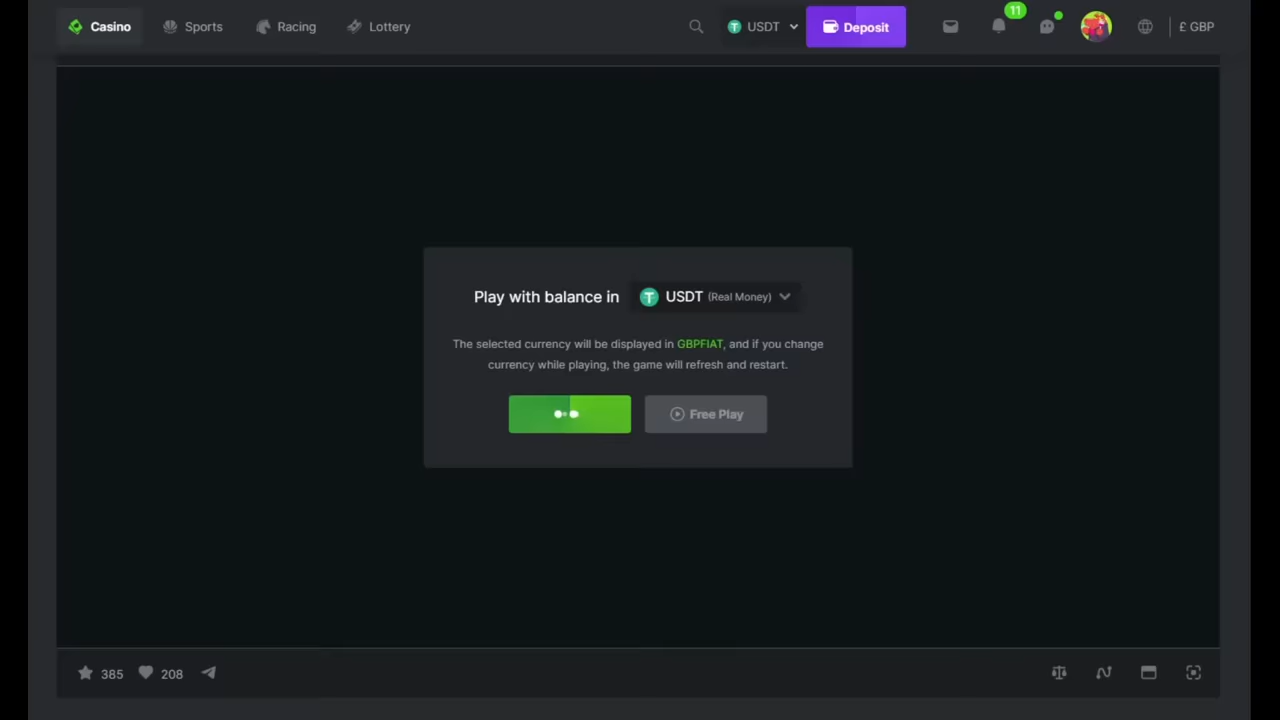 Casino Sports Racing Lottery USDT Deposit 11 £ GBP
Play with balance in USDT (Real Money)
The selected currency will be displayed in GBPFIAT, and if you change
currency while playing, the game will refresh and restart.
Free Play
385 208